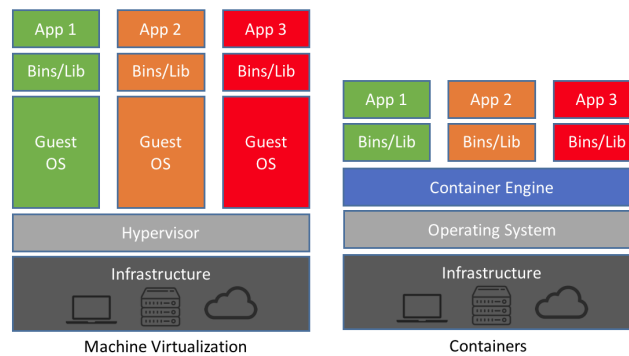 App 1
App 2
App 3
Bins/Lib
Bins/Lib
Bins/Lib
Guest
OS
Guest
OS
Guest
OS
Hypervisor
Infrastructure
Machine Virtualization
App 1
App 2
App 3
Bins/Lib
Bins/Lib
Bins/Lib
Container Engine
Operating System
Infrastructure
Containers